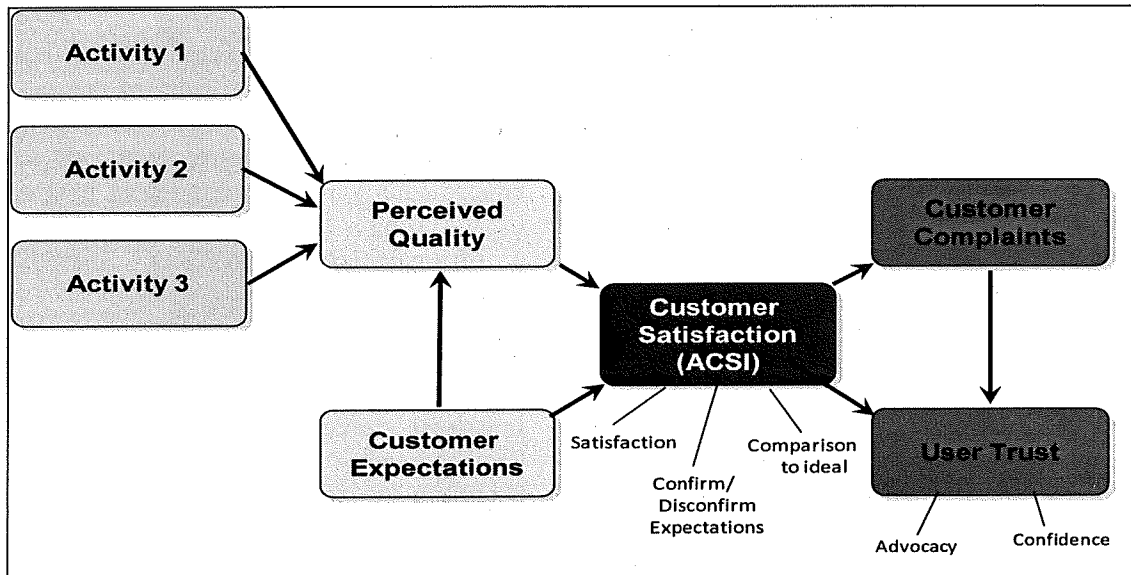 Activity 1
Activity 2
Activity 3
Perceived
Quality
Customer
Expectations
Customer
Satisfaction
(ACSI)
Satisfaction
Confirm/
Disconfirm
Expectations
Comparison
to ideal
Customer
Complaints
User Trust
Advocacy
Confidence